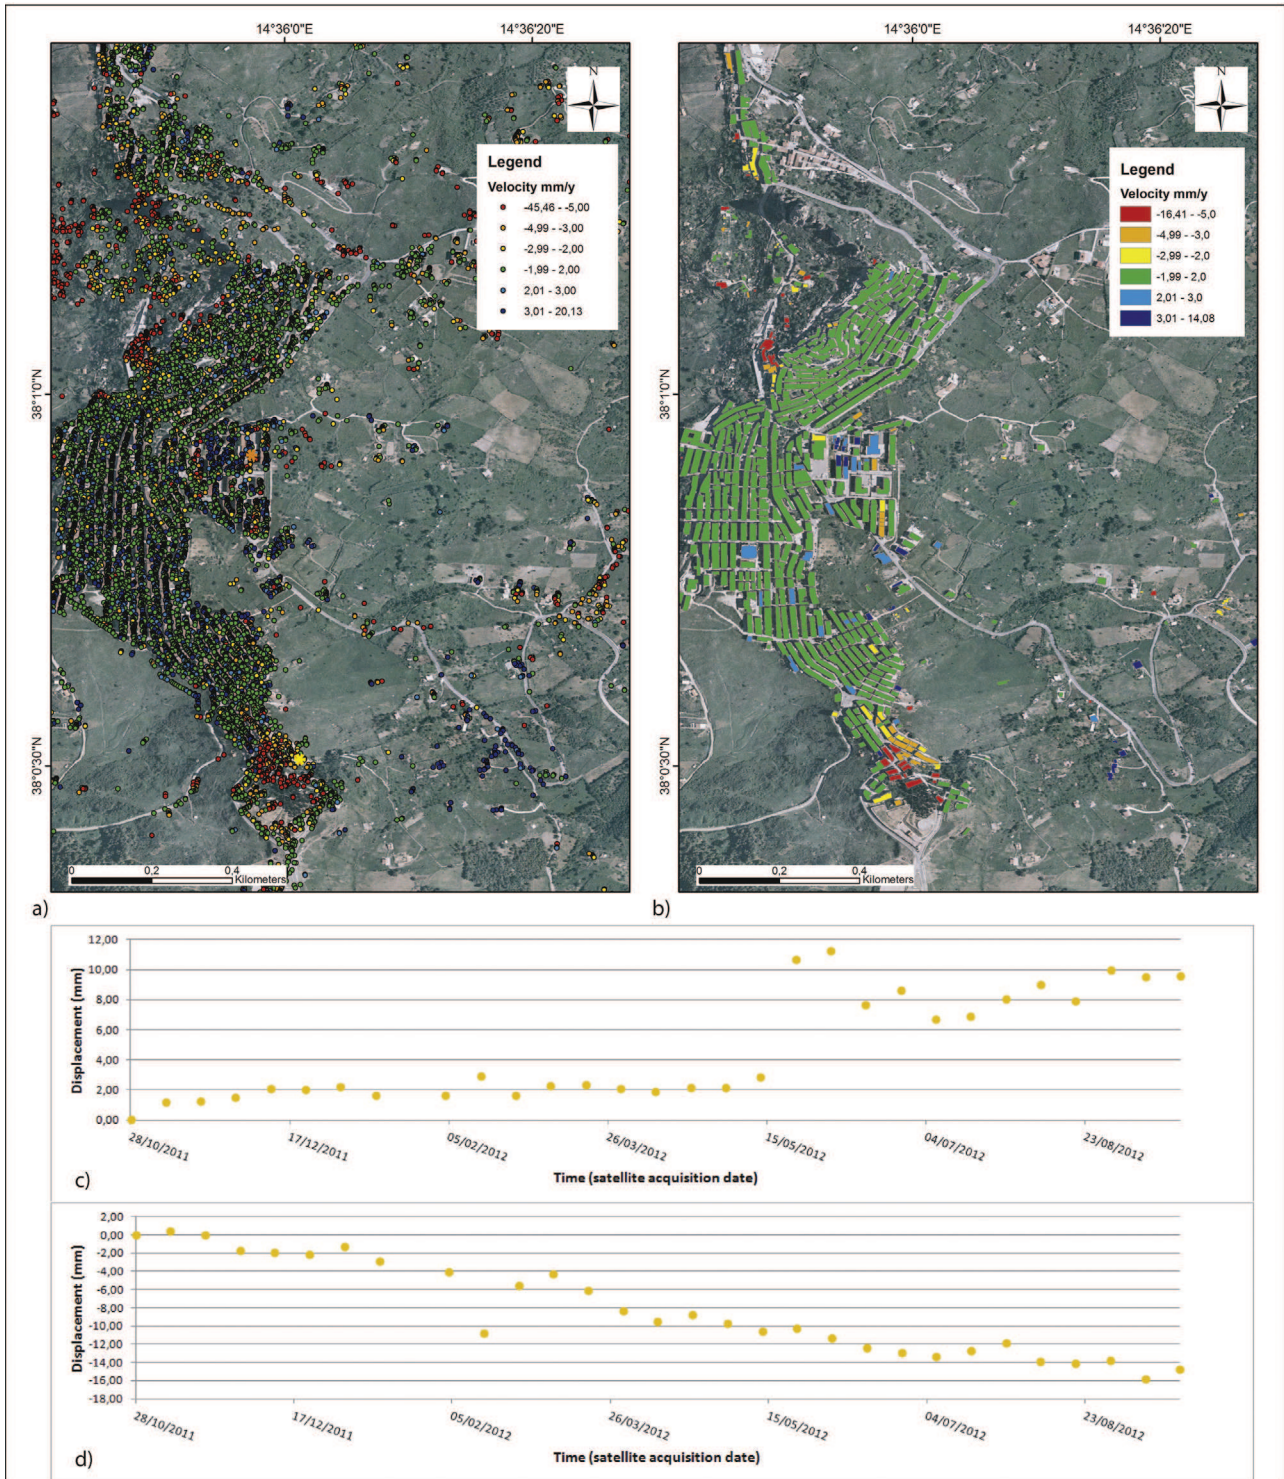 14°36'0"E 14°36'20"E 14°36'0"E 14°36'20"E
N
N
Legend
Velocity mm/y
-45,46 - -5,00
-4,99 - -3,00
-2,99 - -2,00
-1,99 - 2,00
2,01 - 3,00
3,01 - 20,13
Legend
Velocity mm/y
-16,41 - -5,0
-4,99 - -3,0
-2,99 - -2,0
-1,99 - 2,0
2,01 - 3,0
3,01 - 14,08
38°1'0"N
38°1'0"N
38°0'30"N
38°0'30"N
0 0,2 0,4
Kilometers
0 0,2 0,4
Kilometers
a)
b)
Displacement (mm)
12,00
10,00
8,00
6,00
4,00
2,00
0,00
28/10/2011 17/12/2011 05/02/2012 26/03/2012 15/05/2012 04/07/2012 23/08/2012
Time (satellite acquisition date)
c)
Displacement (mm)
2,00
0,00
-2,00
-4,00
-6,00
-8,00
-10,00
-12,00
-14,00
-16,00
-18,00
28/10/2011 17/12/2011 05/02/2012 26/03/2012 15/05/2012 04/07/2012 23/08/2012
Time (satellite acquisition date)
d)